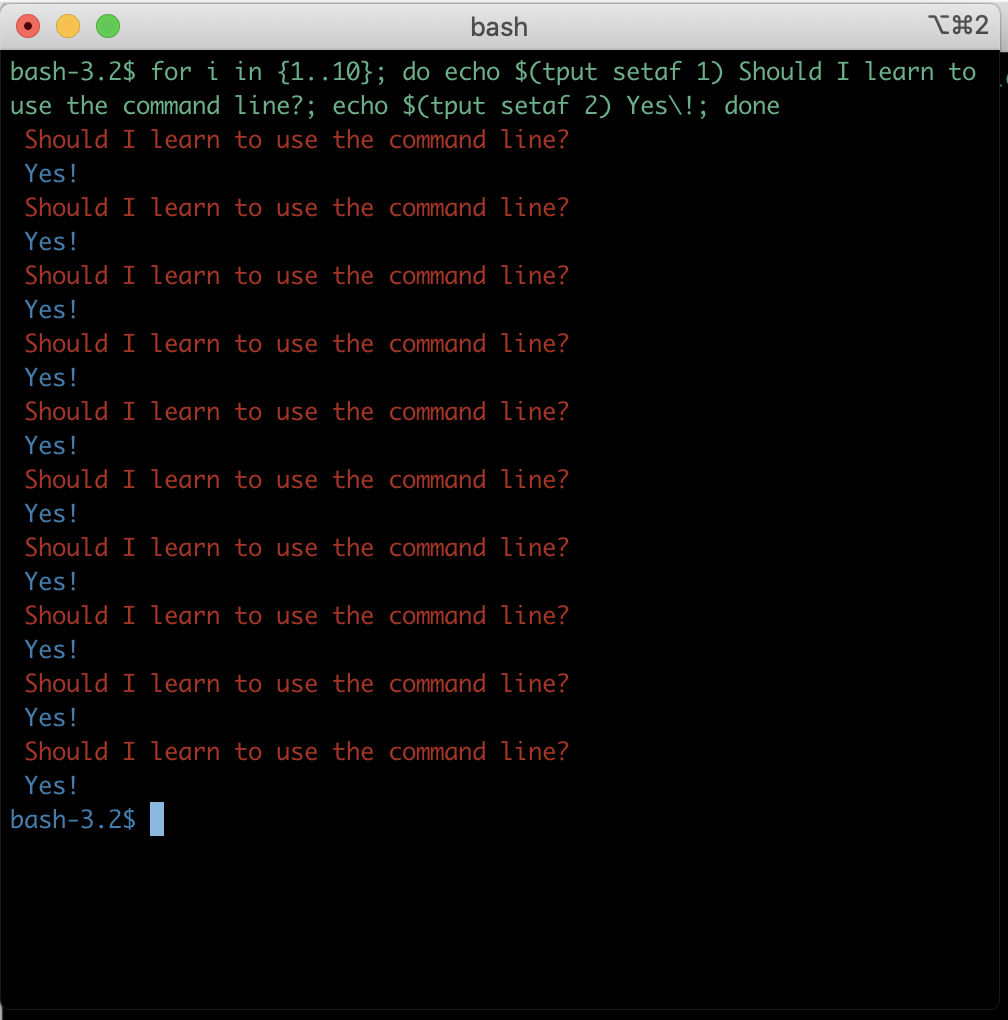 bash
⌥⌘2
bash-3.2$ for i in {1..10}; do echo $(tput setaf 1) Should I learn to
use the command line?; echo $(tput setaf 2) Yes\!; done
Should I learn to use the command line?
Yes!
Should I learn to use the command line?
Yes!
Should I learn to use the command line?
Yes!
Should I learn to use the command line?
Yes!
Should I learn to use the command line?
Yes!
Should I learn to use the command line?
Yes!
Should I learn to use the command line?
Yes!
Should I learn to use the command line?
Yes!
Should I learn to use the command line?
Yes!
Should I learn to use the command line?
Yes!
bash-3.2$